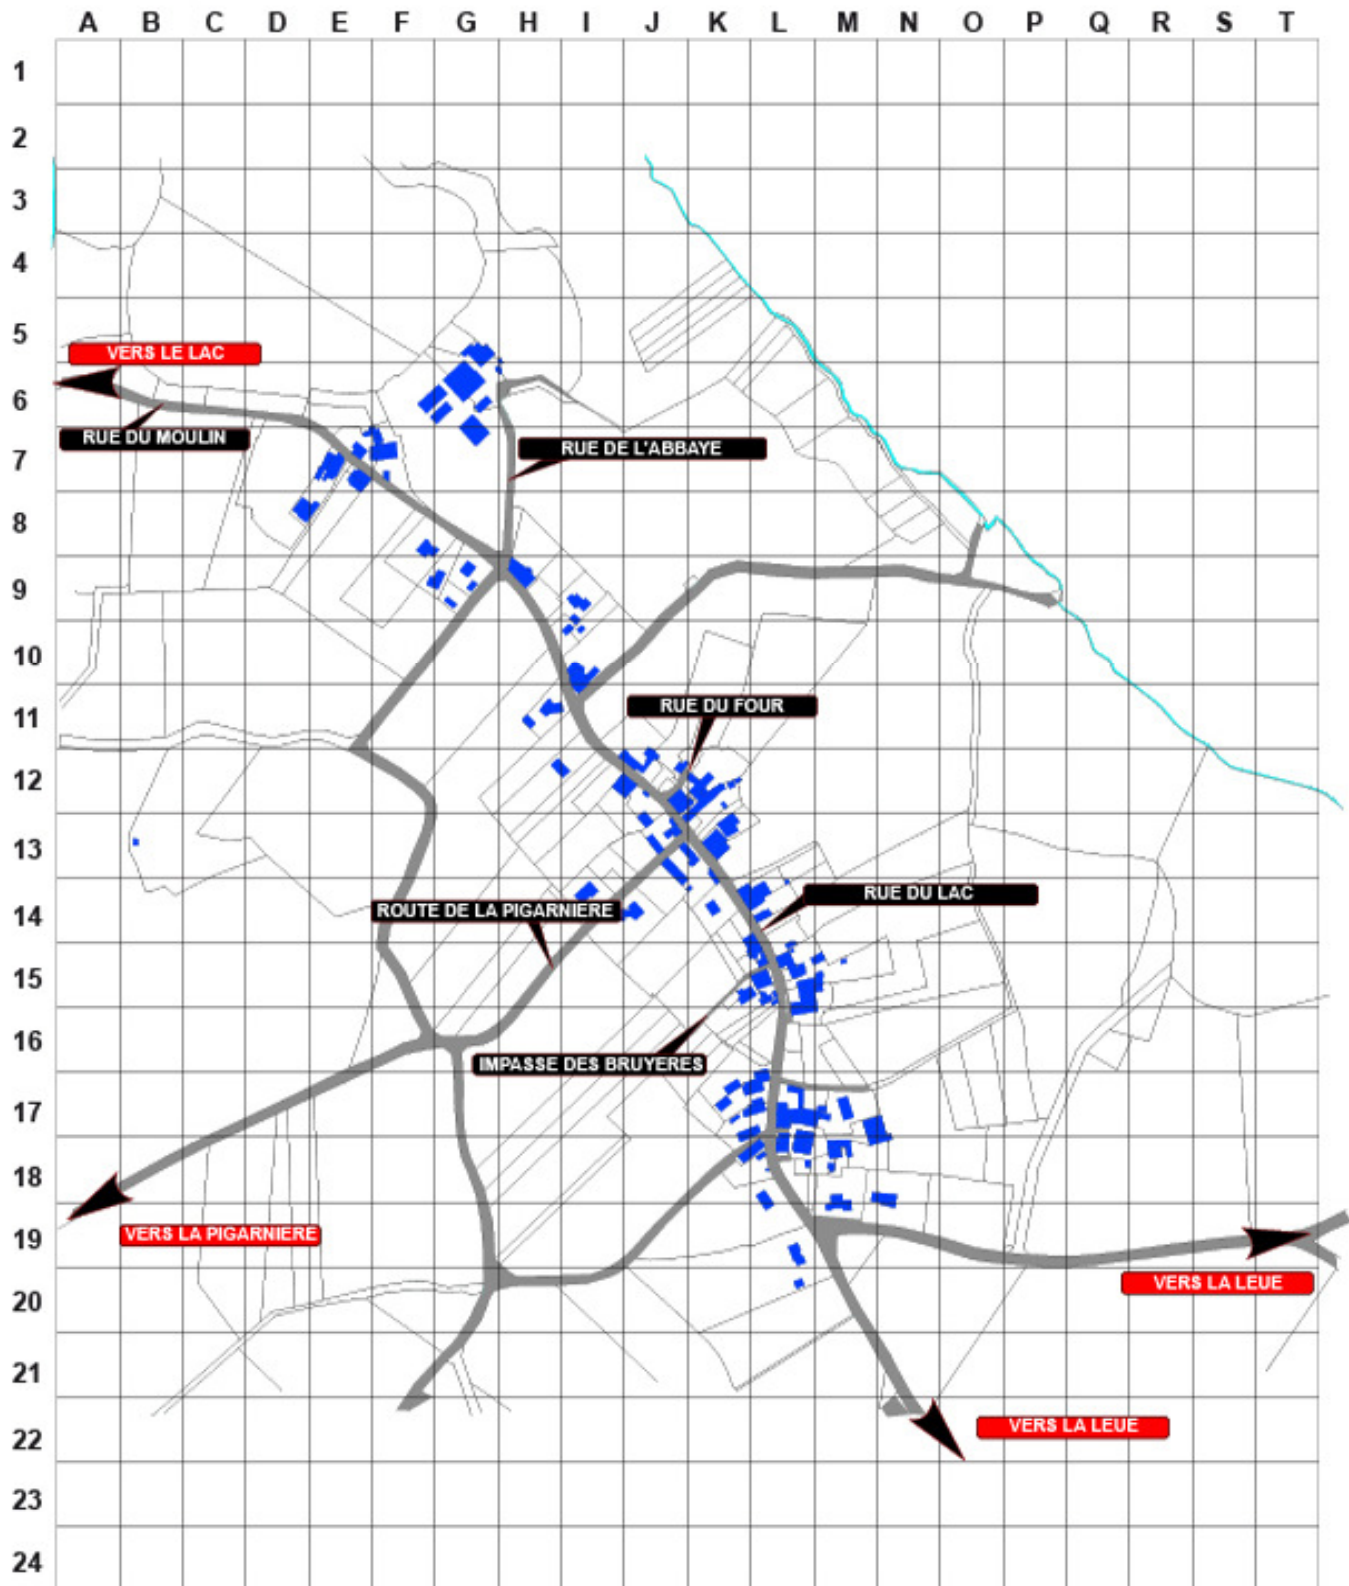 A B C D E F G H I J K L M N O P Q R S T
1
2
3
4
5
VERS LE LAC
6
RUE DU MOULIN
RUE DE L'ABBAYE
7
8
9
10
11
RUE DU FOUR
12
13
14
RUE DU LAC
ROUTE DE LA PIGARNIERE
15
16
IMPASSE DES BRUYERES
17
18
19
VERS LA PIGARNIERE
VERS LA LEUE
20
21
22
VERS LA LEUE
23
24